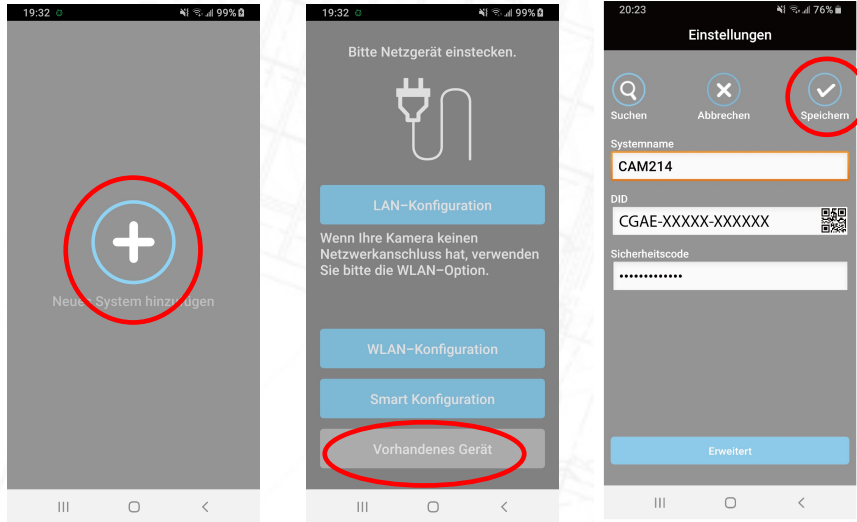 19:32
99%
Neues System hinzufügen
19:32
99%
Bitte Netzgerät einstecken.
LAN-Konfiguration
Wenn Ihre Kamera keinen
Netzwerkanschluss hat, verwenden
Sie bitte die WLAN-Option.
WLAN-Konfiguration
Smart Konfiguration
Vorhandenes Gerät
20:23
76%
Einstellungen
Suchen
Abbrechen
Speichern
Systemname
CAM214
DID
CGAE-XXXXX-XXXXXX
Sicherheitscode
•••••••••••••
Erweitert